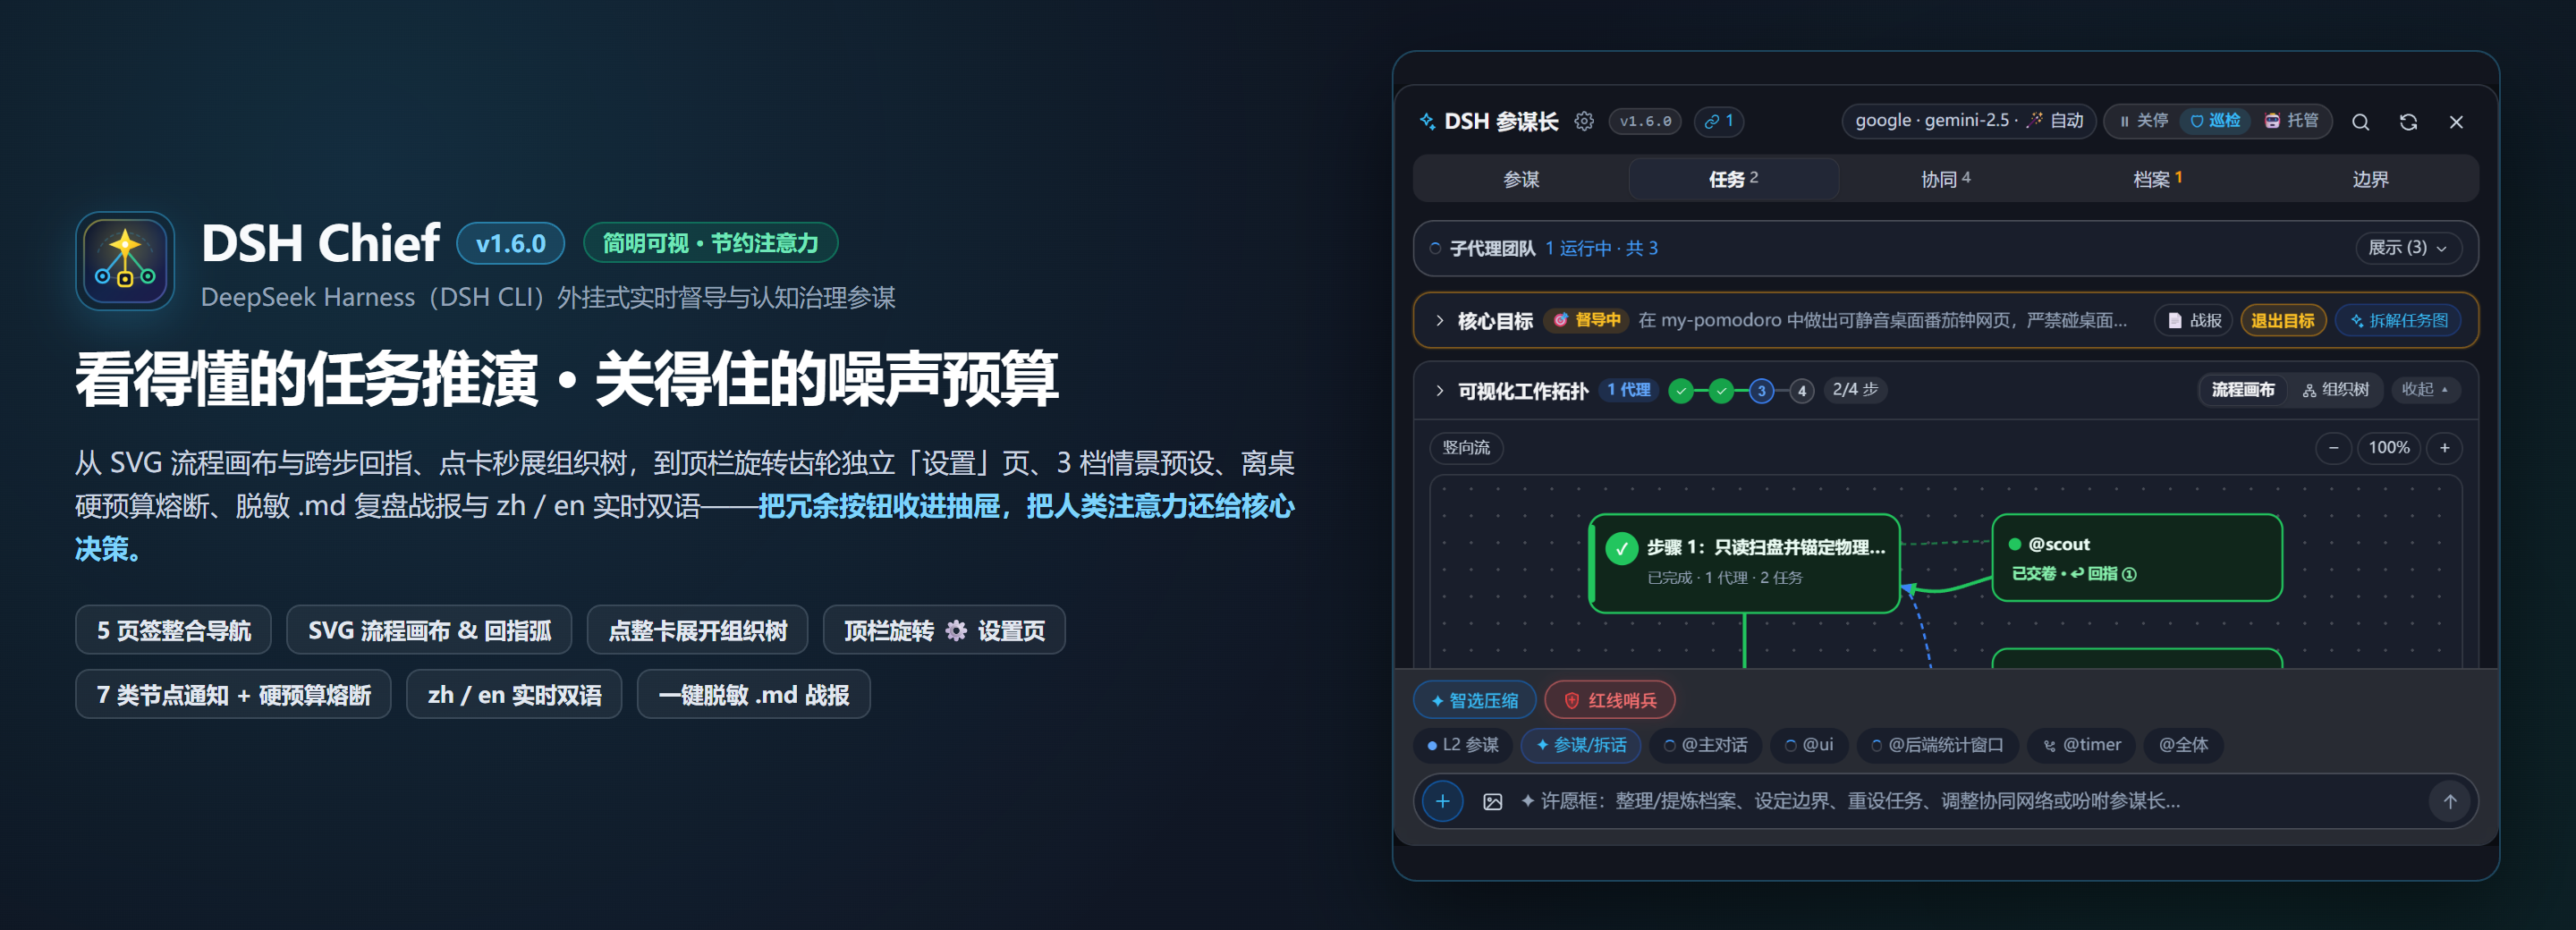 DSH Chief v1.6.0 简明可视 • 节约注意力
DeepSeek Harness（DSH CLI）外挂式实时督导与认知治理参谋
看得懂的任务推演 • 关得住的噪声预算
从 SVG 流程画布与跨步回指、点卡秒展组织树，到顶栏旋转齿轮独立「设置」页、3 档情景预设、离桌
硬预算熔断、脱敏 .md 复盘战报与 zh / en 实时双语——把冗余按钮收进抽屉，把人类注意力还给核心
决策。
5 页签整合导航
SVG 流程画布 & 回指弧
点整卡展开组织树
顶栏旋转 ⚙ 设置页
7 类节点通知 + 硬预算熔断
zh / en 实时双语
一键脱敏 .md 战报
DSH 参谋长 v1.6.0 1
google · gemini-2.5 · 自动
关停 巡检 托管
参谋 任务 2 协同 4 档案 1 边界
子代理团队 1 运行中 · 共 3 展示 (3)
核心目标 督导中 在 my-pomodoro 中做出可静音桌面番茄钟网页，严禁碰桌面... 战报 退出目标 拆解任务图
可视化工作拓扑 1 代理 3 4 2/4 步 流程画布 组织树 收起
竖向流 − 100% +
步骤 1：只读扫盘并锚定物理...
已完成 · 1 代理 · 2 任务
@scout
已交卷 • ↩ 回指 ①
智选压缩 红线哨兵
L2 参谋 参谋/拆话 @主对话 @ui @后端统计窗口 @timer @全体
许愿框：整理/提炼档案、设定边界、重设任务、调整协同网络或吩咐参谋长...